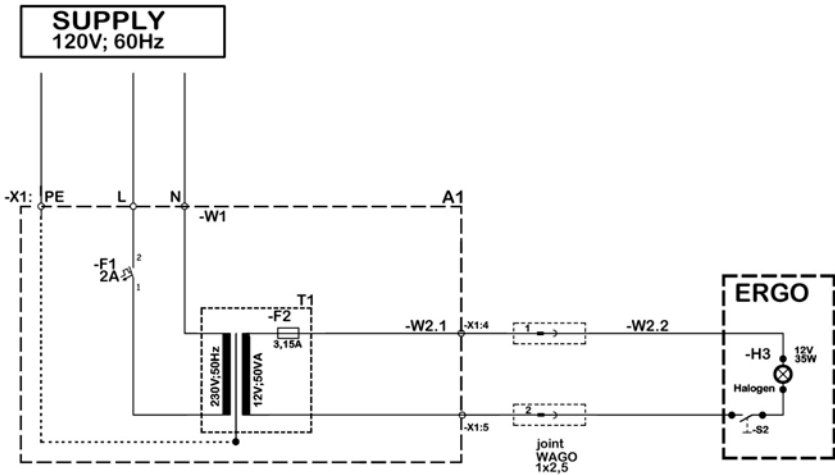 SUPPLY
120V; 60Hz
-X1: PE L N A1
-W1
-F1
2A
2
1
T1
-F2
3,15A
230V;50Hz
12V;50VA
-W2.1
-X1:4
1
-W2.2
ERGO
-H3
12V
35W
Halogen
-X1:5
2
-S2
joint
WAGO
1x2,5